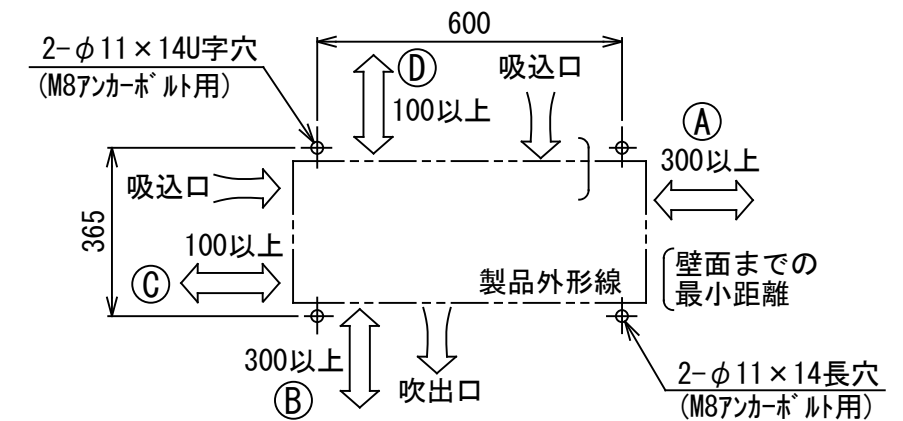 600
2-φ11×14U字穴
(M8アンカーボルト用)
Ⓓ
100以上
吸込口
Ⓐ
300以上
吸込口
365
100以上
Ⓒ
製品外形線
壁面までの
最小距離
300以上
Ⓑ
吹出口
2-φ11×14長穴
(M8アンカーボルト用)